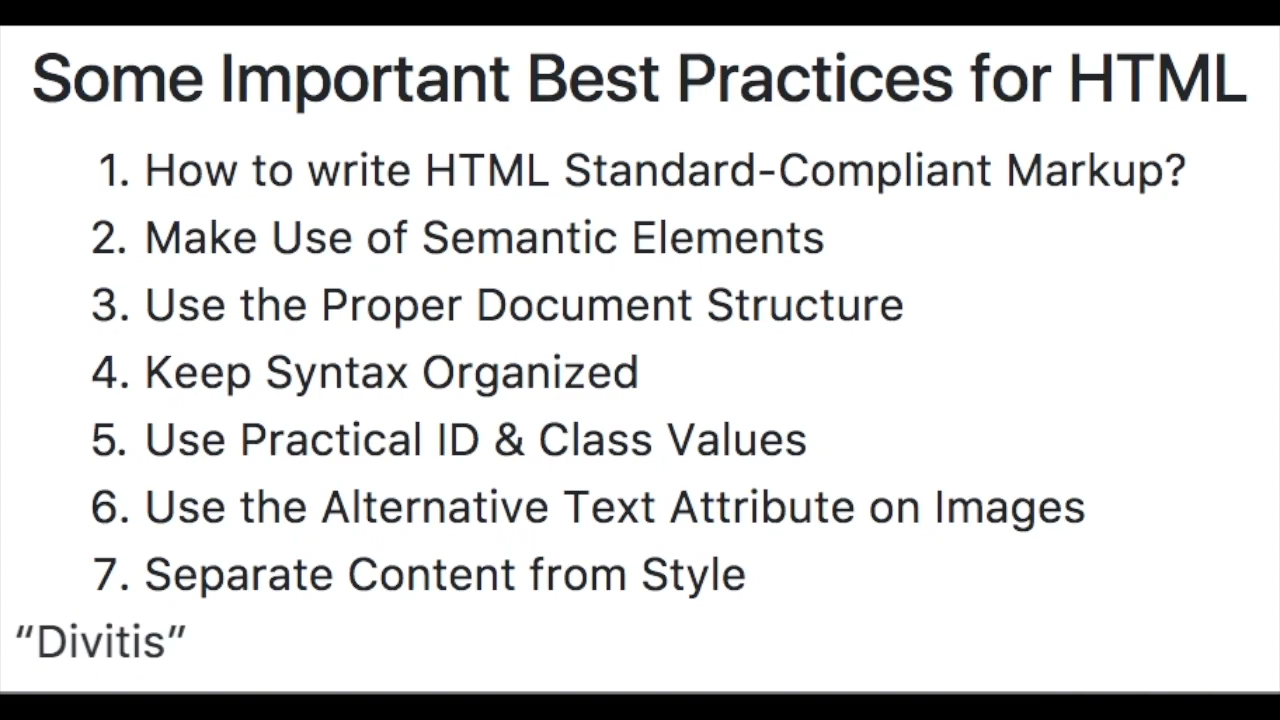 Some Important Best Practices for HTML
1. How to write HTML Standard-Compliant Markup?
2. Make Use of Semantic Elements
3. Use the Proper Document Structure
4. Keep Syntax Organized
5. Use Practical ID & Class Values
6. Use the Alternative Text Attribute on Images
7. Separate Content from Style
“Divitis”